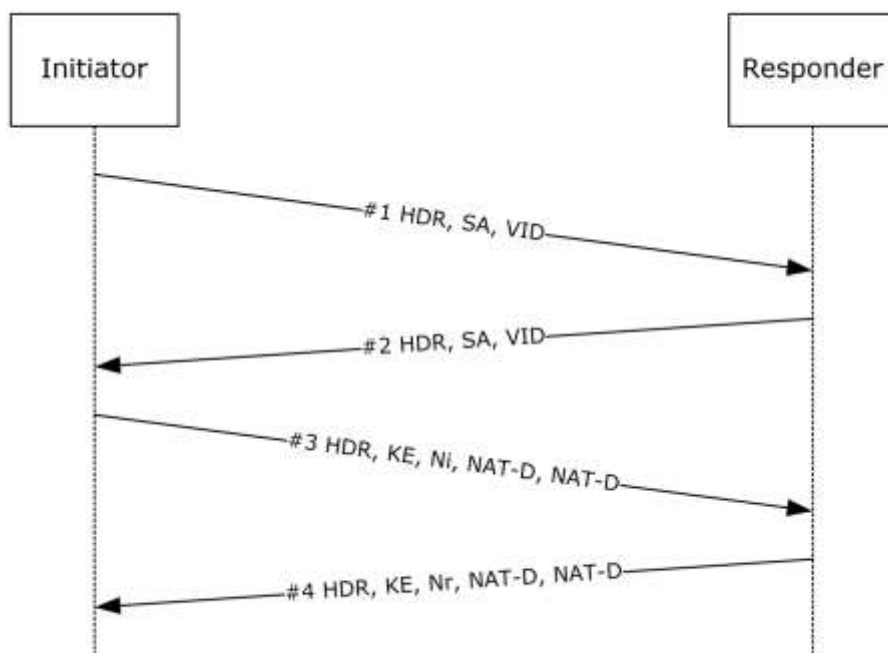 Initiator
Responder
#1 HDR, SA, VID
#2 HDR, SA, VID
#3 HDR, KE, Ni, NAT-D, NAT-D
#4 HDR, KE, Nr, NAT-D, NAT-D